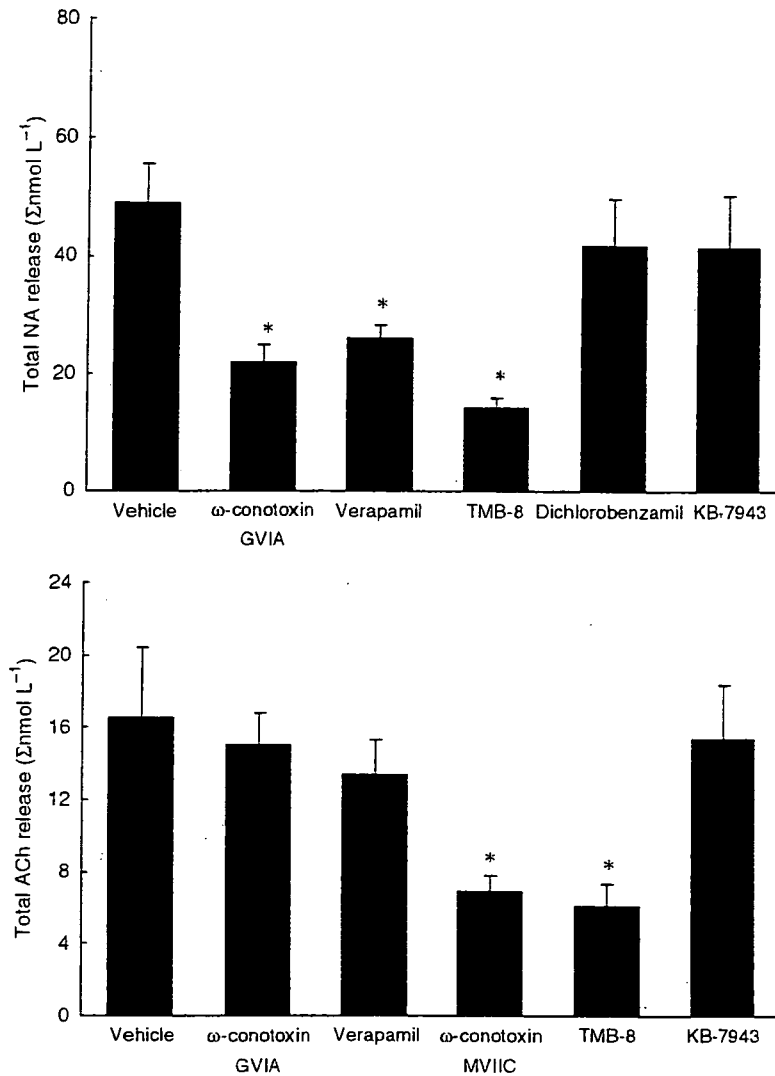 80
60
40
20
0
Total NA release (Σnmol L⁻¹)
*
*
*
Vehicle ω-conotoxin Verapamil TMB-8 Dichlorobenzamil KB-7943
GVIA
24
20
16
12
8
4
0
Total ACh release (Σnmol L⁻¹)
*
*
Vehicle ω-conotoxin Verapamil ω-conotoxin TMB-8 KB-7943
GVIA MVIIC